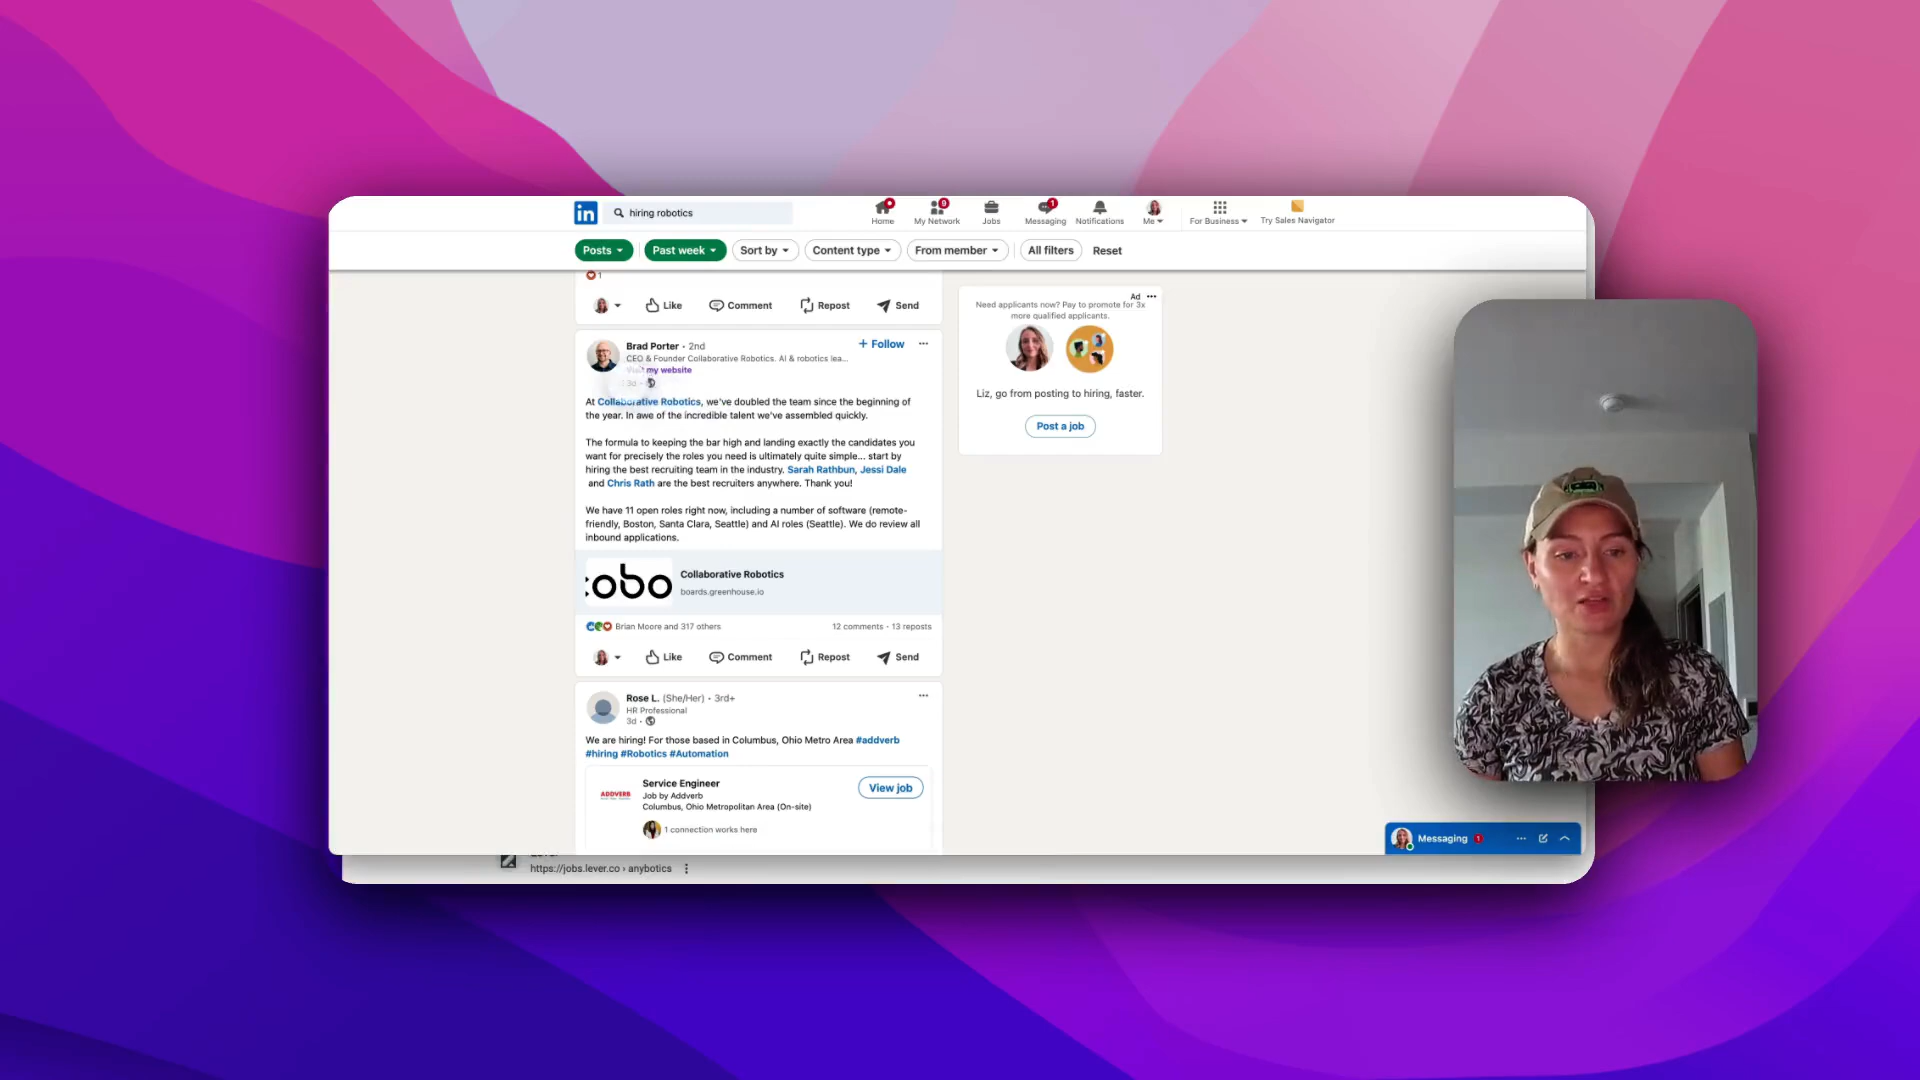 in
hiring robotics
Home
9
My Network
Jobs
1
Messaging
Notifications
Me
For Business
Try Sales Navigator
Posts
Past week
Sort by
Content type
From member
All filters
Reset
1
Like
Comment
Repost
Send
Brad Porter • 2nd
CEO & Founder Collaborative Robotics. AI & robotics lea...
my website
3d •
+ Follow
At Collaborative Robotics, we've doubled the team since the beginning of
the year. In awe of the incredible talent we've assembled quickly.
The formula to keeping the bar high and landing exactly the candidates you
want for precisely the roles you need is ultimately quite simple... start by
hiring the best recruiting team in the industry. Sarah Rathbun, Jessi Dale
and Chris Rath are the best recruiters anywhere. Thank you!
We have 11 open roles right now, including a number of software (remote-
friendly, Boston, Santa Clara, Seattle) and AI roles (Seattle). We do review all
inbound applications.
cobo
Collaborative Robotics
boards.greenhouse.io
Brian Moore and 317 others
12 comments • 13 reposts
Like
Comment
Repost
Send
Rose L. (She/Her) • 3rd+
HR Professional
3d •
We are hiring! For those based in Columbus, Ohio Metro Area #addverb
#hiring #Robotics #Automation
ADDVERB
Service Engineer
Job by Addverb
Columbus, Ohio Metropolitan Area (On-site)
1 connection works here
View job
Ad
Need applicants now? Pay to promote for 3x
more qualified applicants.
Liz, go from posting to hiring, faster.
Post a job
Messaging 1
https://jobs.lever.co › anybotics